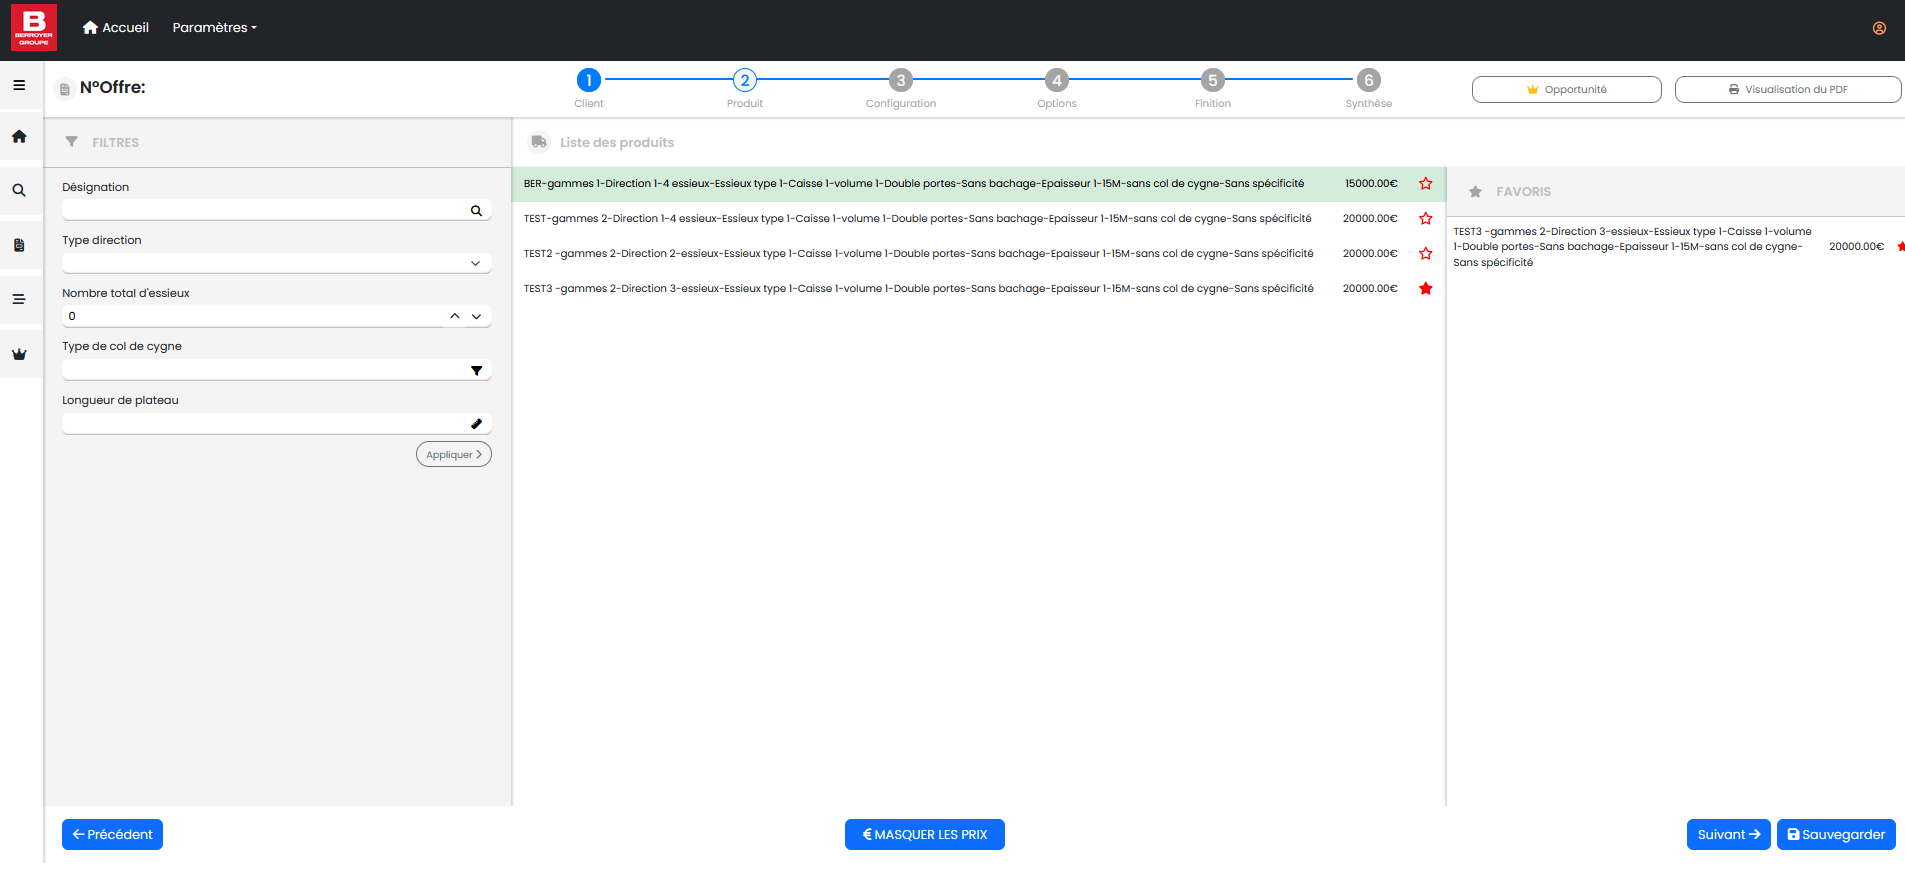 B
BERROYER
GROUPE
Accueil
Paramètres
N°Offre:
1
2
3
4
5
6
Client
Produit
Configuration
Options
Finition
Synthèse
Opportunité
Visualisation du PDF
FILTRES
Désignation
Type direction
Nombre total d'essieux
0
Type de col de cygne
Longueur de plateau
Appliquer
Liste des produits
BER-gammes 1-Direction 1-4 essieux-Essieux type 1-Caisse 1-volume 1-Double portes-Sans bachage-Epaisseur 1-15M-sans col de cygne-Sans spécificité 15000.00€
TEST-gammes 2-Direction 1-4 essieux-Essieux type 1-Caisse 1-volume 1-Double portes-Sans bachage-Epaisseur 1-15M-sans col de cygne-Sans spécificité 20000.00€
TEST2 -gammes 2-Direction 2-essieux-Essieux type 1-Caisse 1-volume 1-Double portes-Sans bachage-Epaisseur 1-15M-sans col de cygne-Sans spécificité 20000.00€
TEST3 -gammes 2-Direction 3-essieux-Essieux type 1-Caisse 1-volume 1-Double portes-Sans bachage-Epaisseur 1-15M-sans col de cygne-Sans spécificité 20000.00€
FAVORIS
TEST3 -gammes 2-Direction 3-essieux-Essieux type 1-Caisse 1-volume
1-Double portes-Sans bachage-Epaisseur 1-15M-sans col de cygne- 20000.00€
Sans spécificité
Précédent
€ MASQUER LES PRIX
Suivant
Sauvegarder